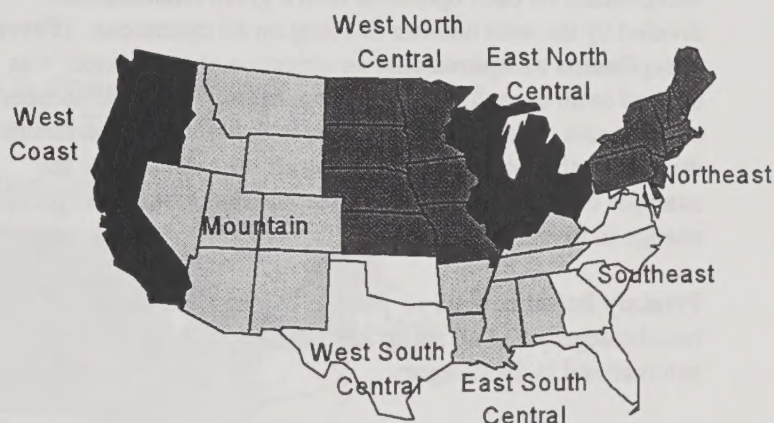 West North
Central
East North
Central
West
Coast
Northeast
Mountain
Southeast
West South
Central
East South
Central